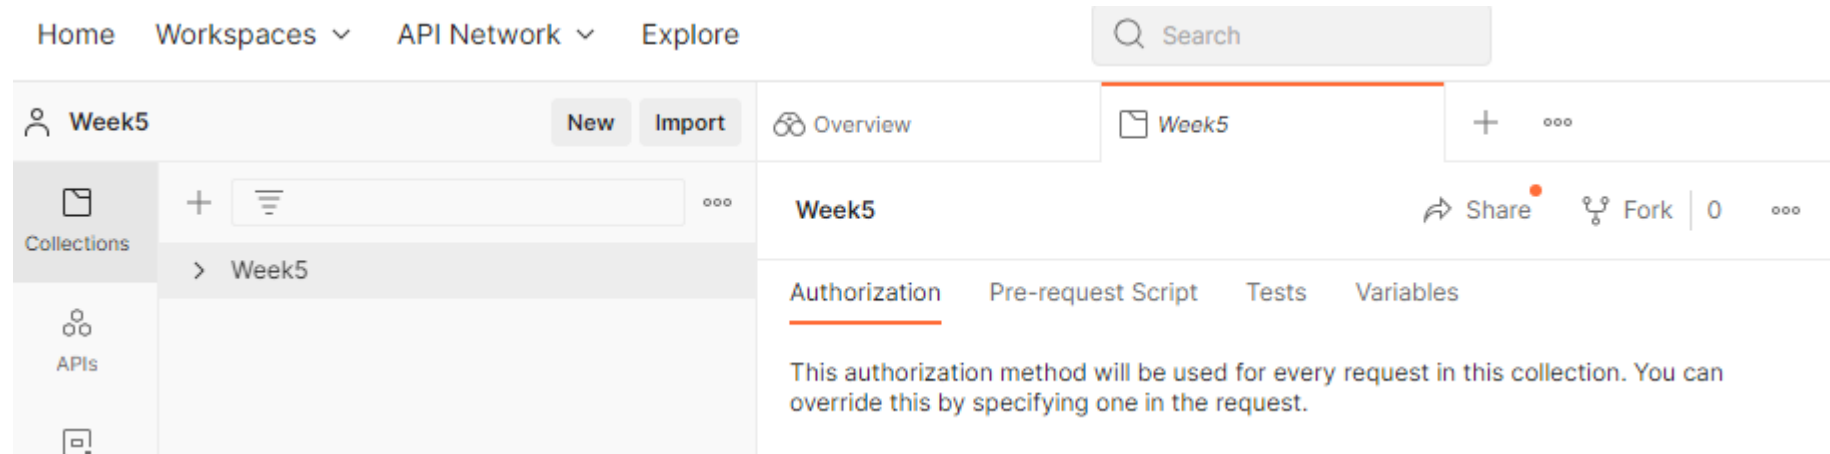 Home Workspaces API Network Explore Search
Week5 New Import Overview Week5
Collections
Week5
APIs
Week5 Share Fork 0
Authorization Pre-request Script Tests Variables
This authorization method will be used for every request in this collection. You can
override this by specifying one in the request.